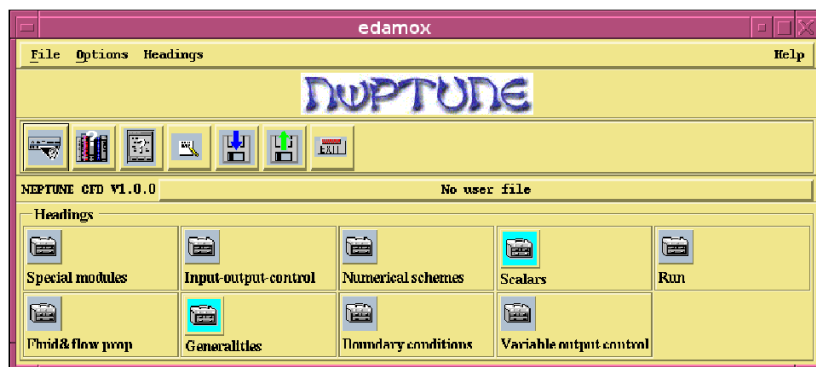 edamox
File Options Headings Help
NEPTUNE
EXIT
NEPTUNE CFD V1.0.0 No user file
Headings
Special modules Input-output-control Numerical schemes Scalars Run
Fluid&flow prop Generalities Boundary conditions Variable output control